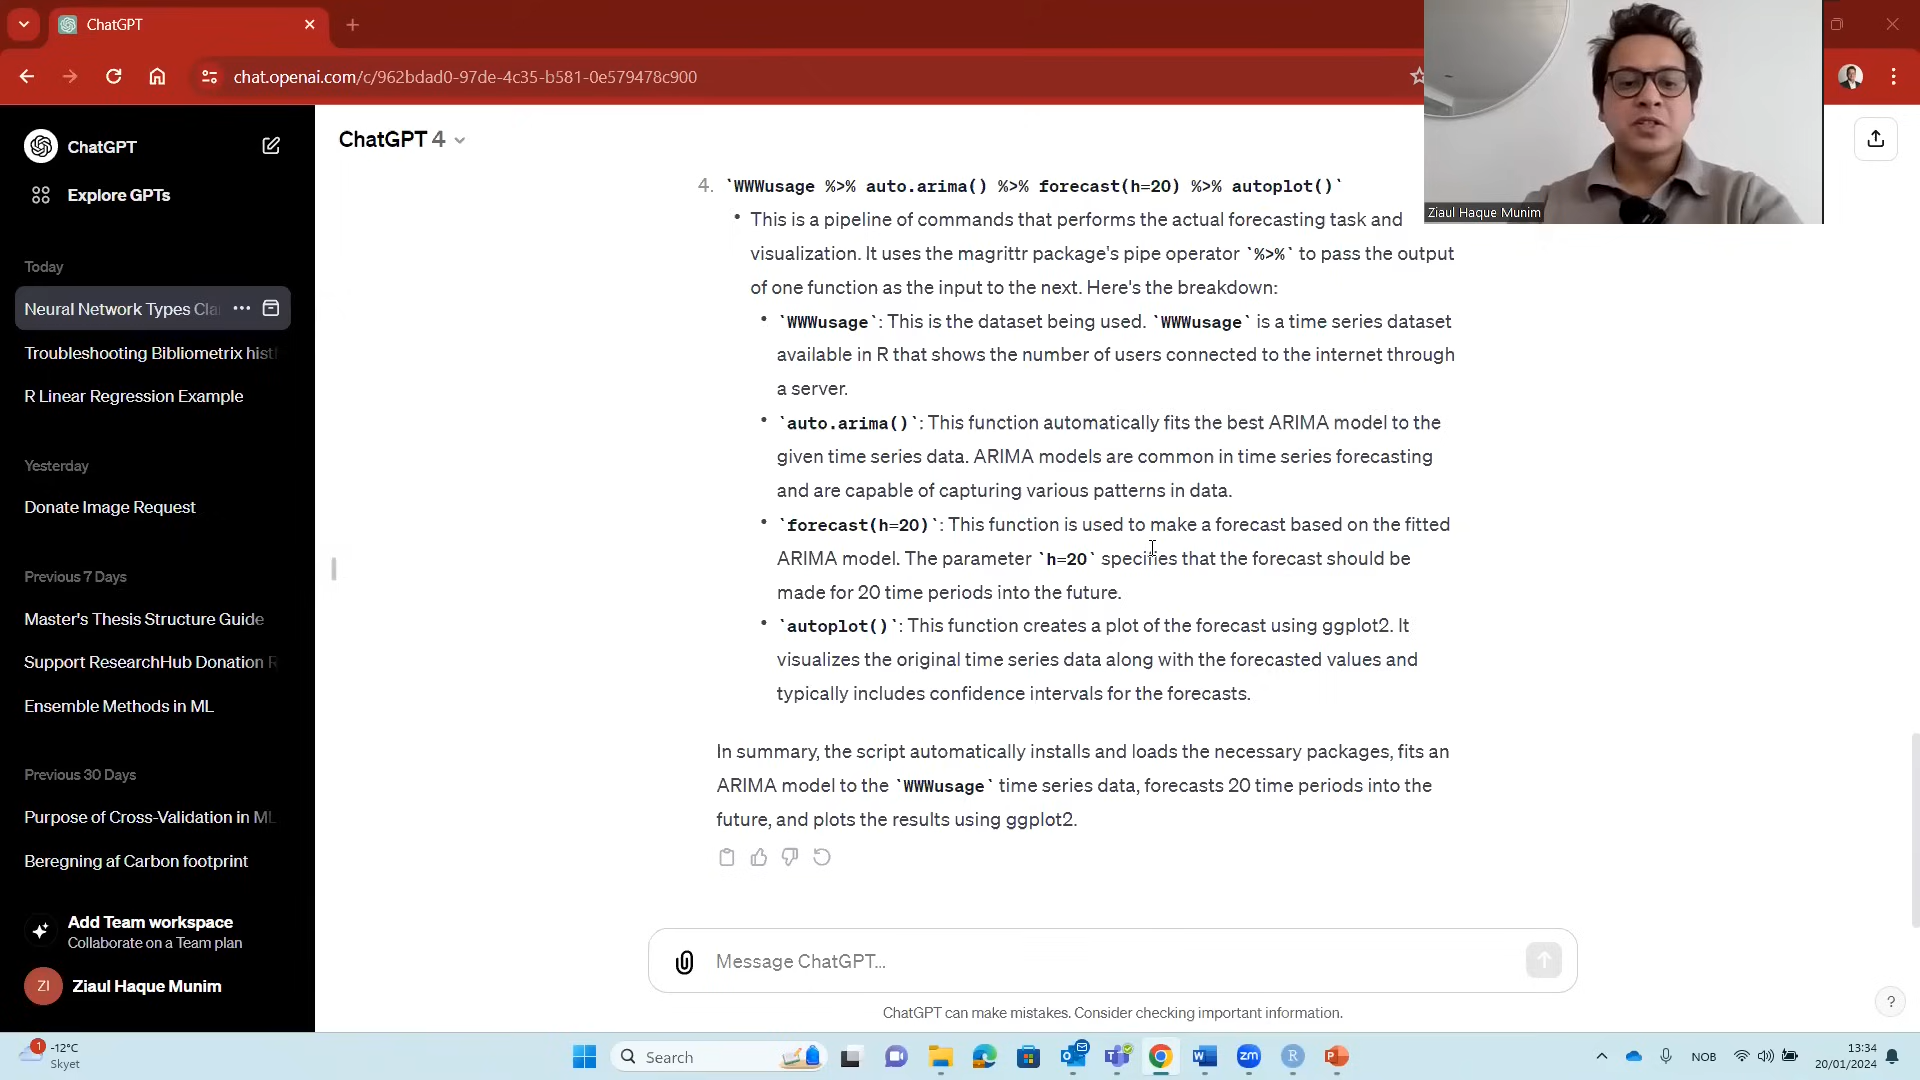 ChatGPT
chat.openai.com/c/962bdad0-97de-4c35-b581-0e579478c900
Ziaul Haque Munim
ChatGPT
Explore GPTs
Today
Neural Network Types Cla
Troubleshooting Bibliometrix hist
R Linear Regression Example
Yesterday
Donate Image Request
Previous 7 Days
Master's Thesis Structure Guide
Support ResearchHub Donation R
Ensemble Methods in ML
Previous 30 Days
Purpose of Cross-Validation in ML
Beregning af Carbon footprint
Add Team workspace
Collaborate on a Team plan
ZI Ziaul Haque Munim
ChatGPT 4
4. `WWWusage %>% auto.arima() %>% forecast(h=20) %>% autoplot()`
• This is a pipeline of commands that performs the actual forecasting task and
visualization. It uses the magrittr package's pipe operator `%>%` to pass the output
of one function as the input to the next. Here's the breakdown:
• `WWWusage`: This is the dataset being used. `WWWusage` is a time series dataset
available in R that shows the number of users connected to the internet through
a server.
• `auto.arima()`: This function automatically fits the best ARIMA model to the
given time series data. ARIMA models are common in time series forecasting
and are capable of capturing various patterns in data.
• `forecast(h=20)`: This function is used to make a forecast based on the fitted
ARIMA model. The parameter `h=20` specifies that the forecast should be
made for 20 time periods into the future.
• `autoplot()`: This function creates a plot of the forecast using ggplot2. It
visualizes the original time series data along with the forecasted values and
typically includes confidence intervals for the forecasts.
In summary, the script automatically installs and loads the necessary packages, fits an
ARIMA model to the `WWWusage` time series data, forecasts 20 time periods into the
future, and plots the results using ggplot2.
Message ChatGPT...
ChatGPT can make mistakes. Consider checking important information.
?
1
-12°C
Skyet
Search
zm
R
NOB
13:34
20/01/2024